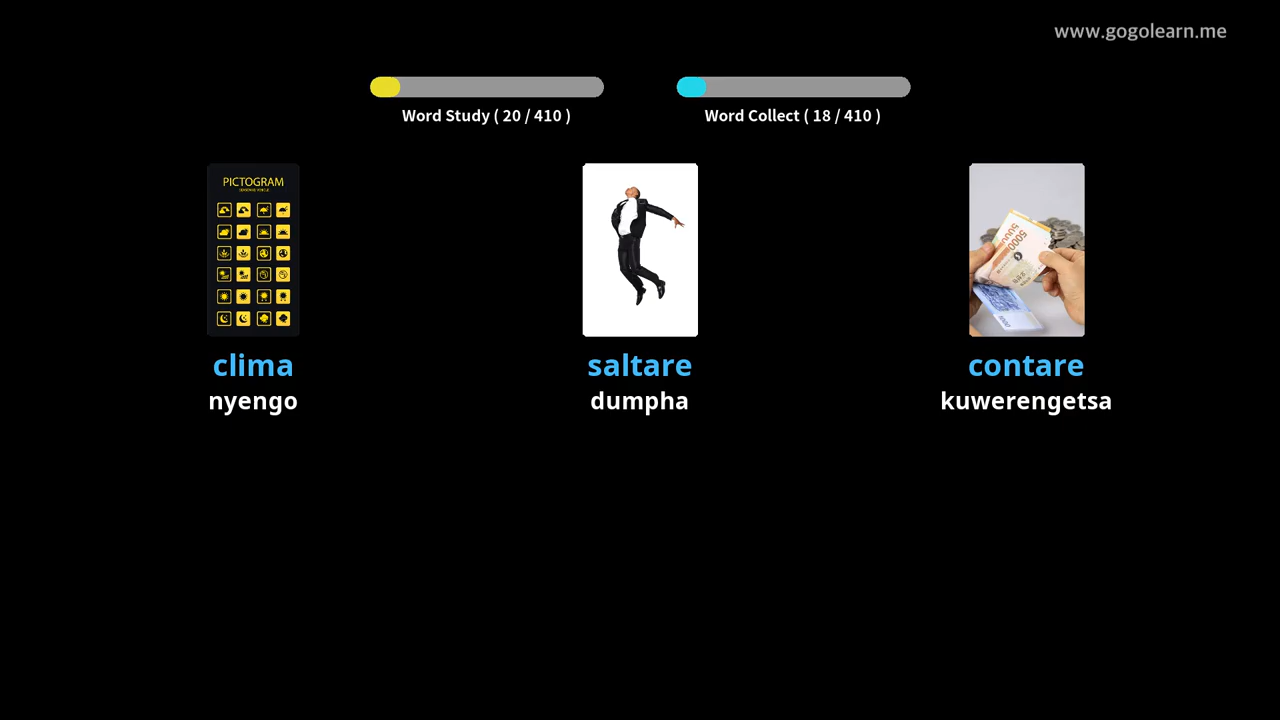 www.gogolearn.me
Word Study ( 20 / 410 )
Word Collect ( 18 / 410 )
PICTOGRAM
clima
saltare
contare
nyengo
dumpha
kuwerengetsa